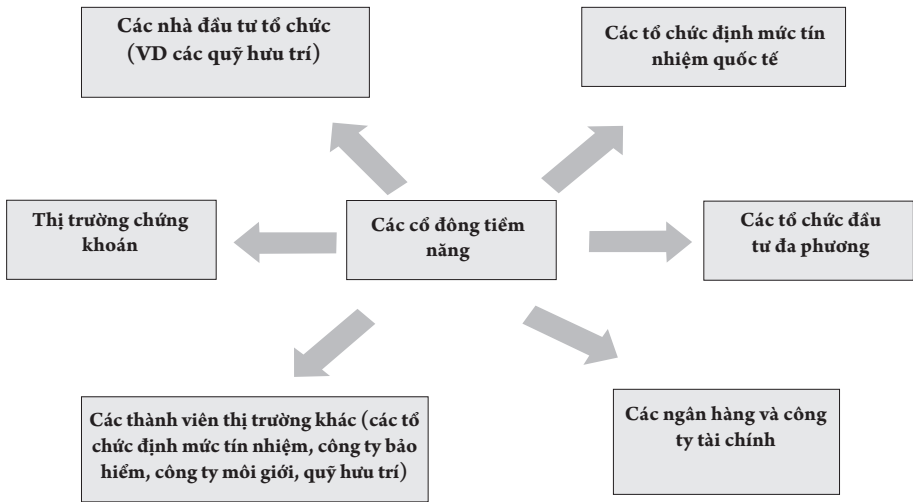 Các nhà đầu tư tổ chức
(VD các quỹ hưu trí)
Các tổ chức định mức tín
nhiệm quốc tế
Thị trường chứng
khoán
Các cổ đông tiềm
năng
Các tổ chức đầu
tư đa phương
Các thành viên thị trường khác (các tổ
chức định mức tín nhiệm, công ty bảo
hiểm, công ty môi giới, quỹ hưu trí)
Các ngân hàng và công
ty tài chính